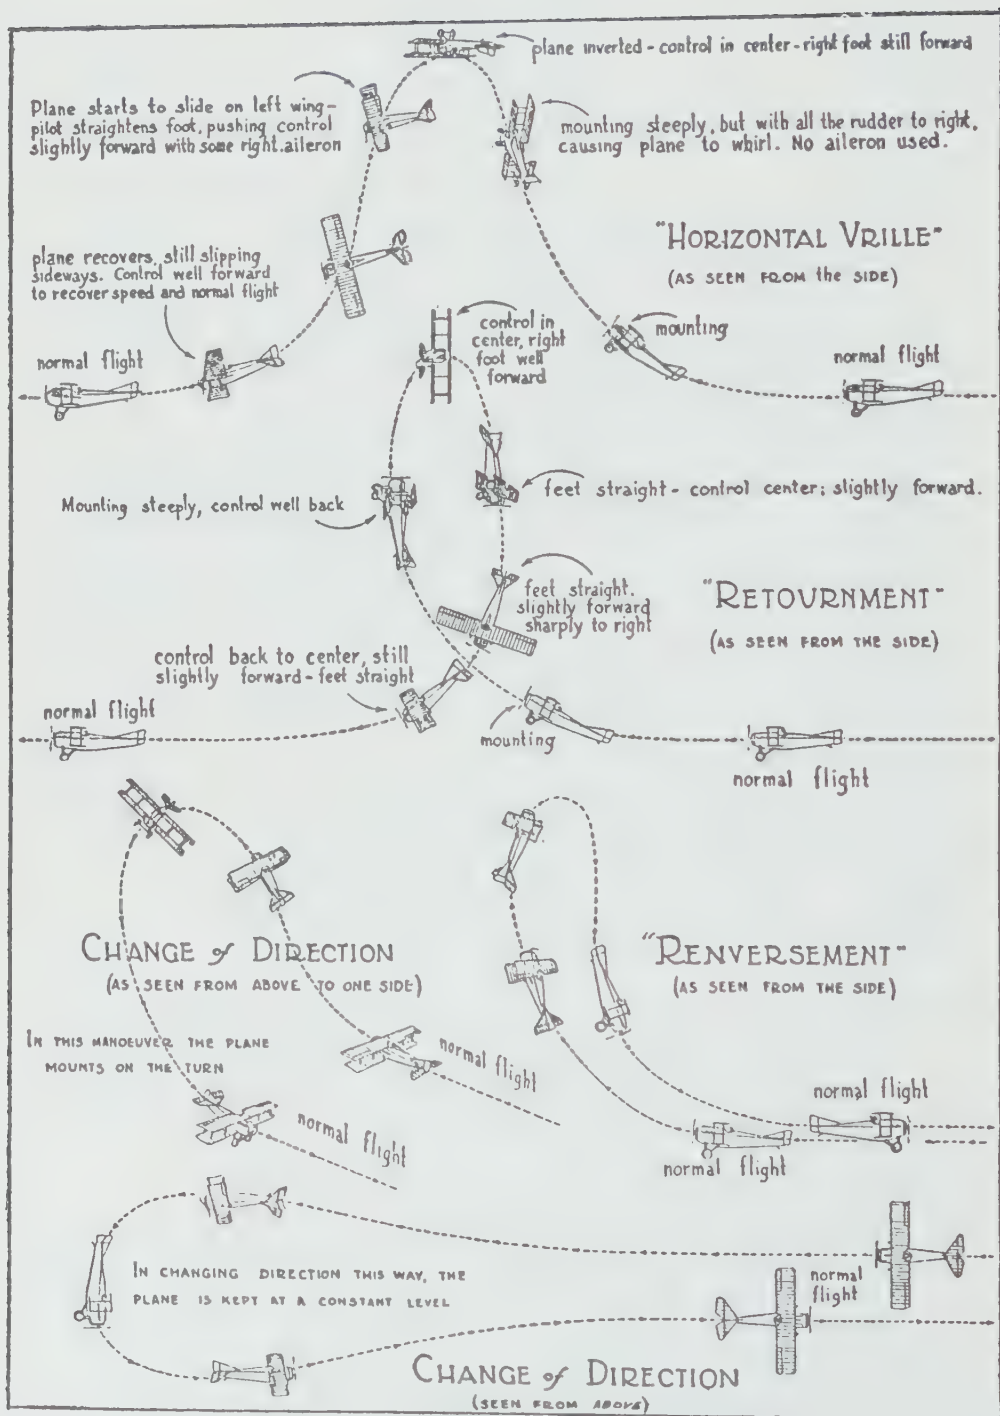 plane inverted - control in center - right foot still forward
Plane starts to slide on left wing -
pilot straightens foot, pushing control
slightly forward with some right aileron
mounting steeply, but with all the rudder to right,
causing plane to whirl. No aileron used.
"HORIZONTAL VRILLE"
(AS SEEN FROM the SIDE)
plane recovers, still slipping
sideways. Control well forward
to recover speed and normal flight
control in
center, right
foot well
forward
mounting
normal flight
normal flight
Mounting steeply, control well back
feet straight - control center; slightly forward.
"RETOURNMENT"
(AS SEEN FROM THE SIDE)
feet straight.
slightly forward
sharply to right
control back to center, still
slightly forward - feet straight
normal flight
mounting
normal flight
CHANGE of DIRECTION
(AS SEEN FROM ABOVE TO ONE SIDE)
"RENVERSEMENT"
(AS SEEN FROM THE SIDE)
IN THIS MANOEUVER THE PLANE
MOUNTS ON THE TURN
normal flight
normal flight
normal flight
normal flight
IN CHANGING DIRECTION THIS WAY, THE
PLANE IS KEPT AT A CONSTANT LEVEL
normal
flight
CHANGE of DIRECTION
(SEEN FROM ABOVE)